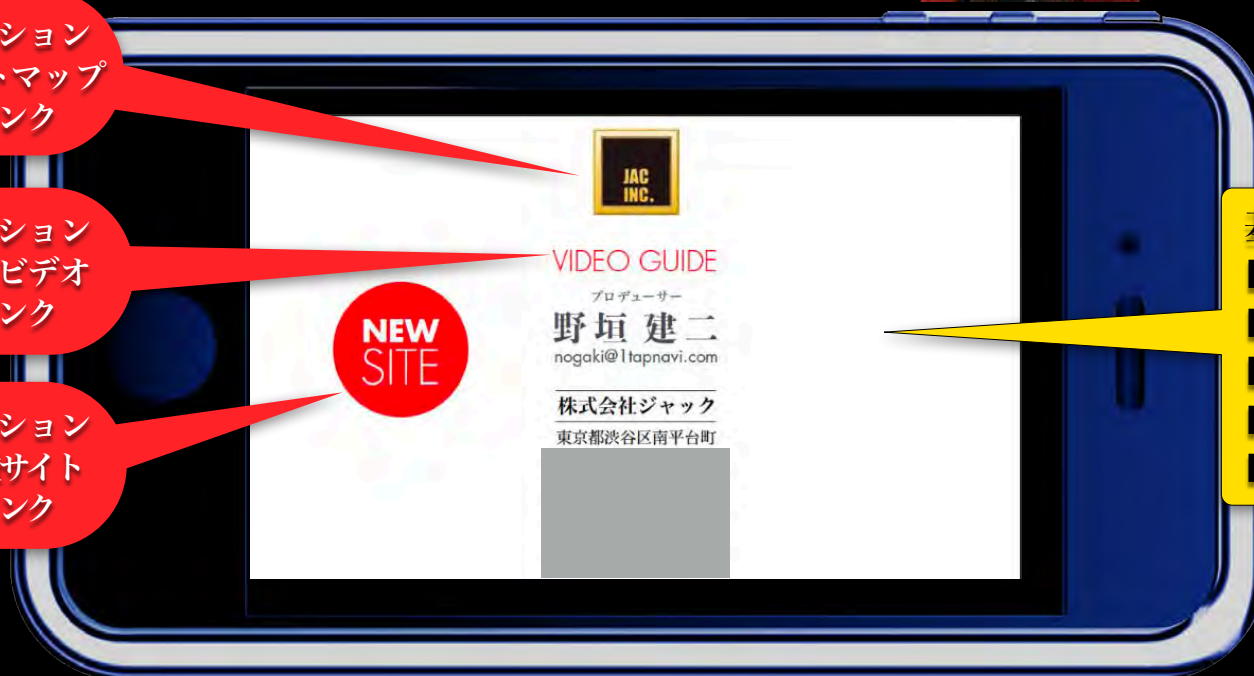 ション
トマップ
ンク
ション
ビデオ
ンク
ション
サイト
ンク
JAC
INC.
VIDEO GUIDE
プロデューサー
野垣 建二
nogaki@1tapnavi.com
NEW
SITE
株式会社ジャック
東京都渋谷区南平台町